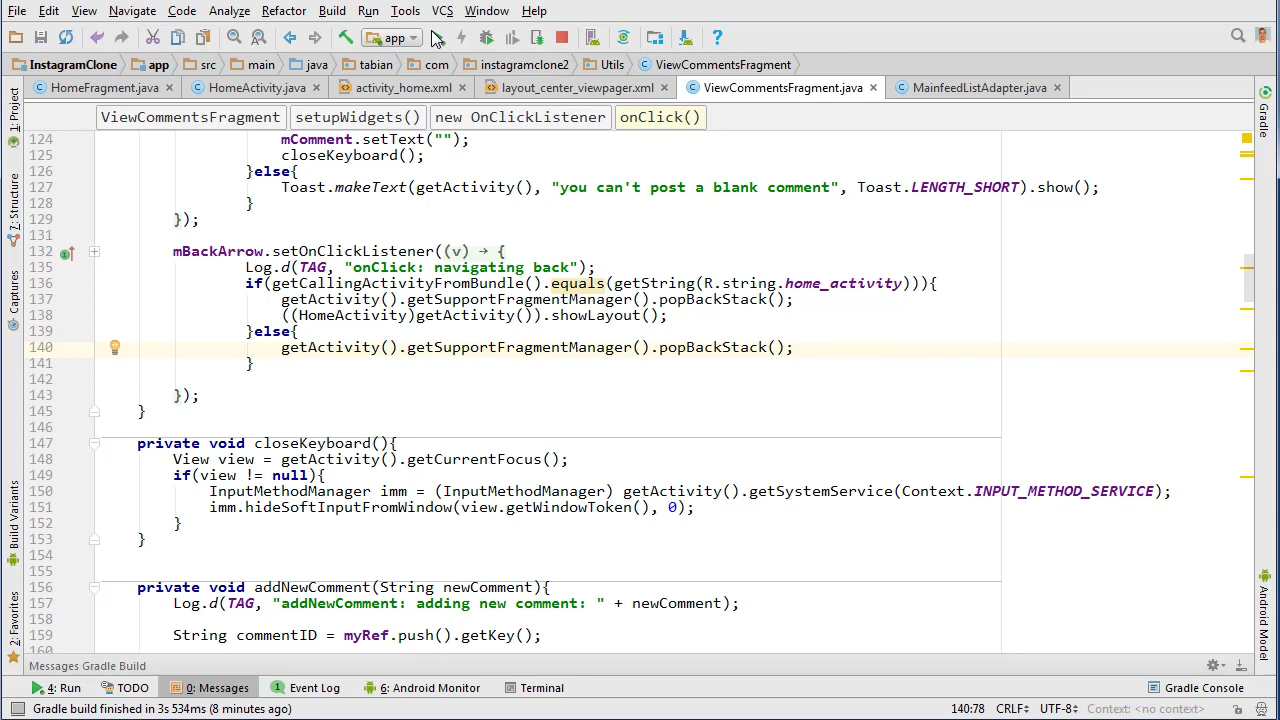 File Edit View Navigate Code Analyze Refactor Build Run Tools VCS Window Help
app
InstagramClone app src main java tabian com instagramclone2 Utils ViewCommentsFragment
HomeFragment.java HomeActivity.java activity_home.xml layout_center_viewpager.xml ViewCommentsFragment.java MainfeedListAdapter.java
ViewCommentsFragment setupWidgets() new OnClickListener onClick()
1: Project
7: Structure
Captures
Build Variants
2: Favorites
124 mComment.setText("");
125 closeKeyboard();
126 }else{
127 Toast.makeText(getActivity(), "you can't post a blank comment", Toast.LENGTH_SHORT).show();
128 }
129 });
131
132 mBackArrow.setOnClickListener((v) → {
135 Log.d(TAG, "onClick: navigating back");
136 if(getCallingActivityFromBundle().equals(getString(R.string.home_activity))){
137 getActivity().getSupportFragmentManager().popBackStack();
138 ((HomeActivity)getActivity()).showLayout();
139 }else{
140 getActivity().getSupportFragmentManager().popBackStack();
141 }
142
143 });
145 }
146
147 private void closeKeyboard(){
148 View view = getActivity().getCurrentFocus();
149 if(view != null){
150 InputMethodManager imm = (InputMethodManager) getActivity().getSystemService(Context.INPUT_METHOD_SERVICE);
151 imm.hideSoftInputFromWindow(view.getWindowToken(), 0);
152 }
153 }
154
155
156 private void addNewComment(String newComment){
157 Log.d(TAG, "addNewComment: adding new comment: " + newComment);
158
159 String commentID = myRef.push().getKey();
160
Gradle
Android Model
Messages Gradle Build
4: Run TODO 0: Messages 1 Event Log 6: Android Monitor Terminal Gradle Console
Gradle build finished in 3s 534ms (8 minutes ago) 140:78 CRLF UTF-8 Context: <no context>